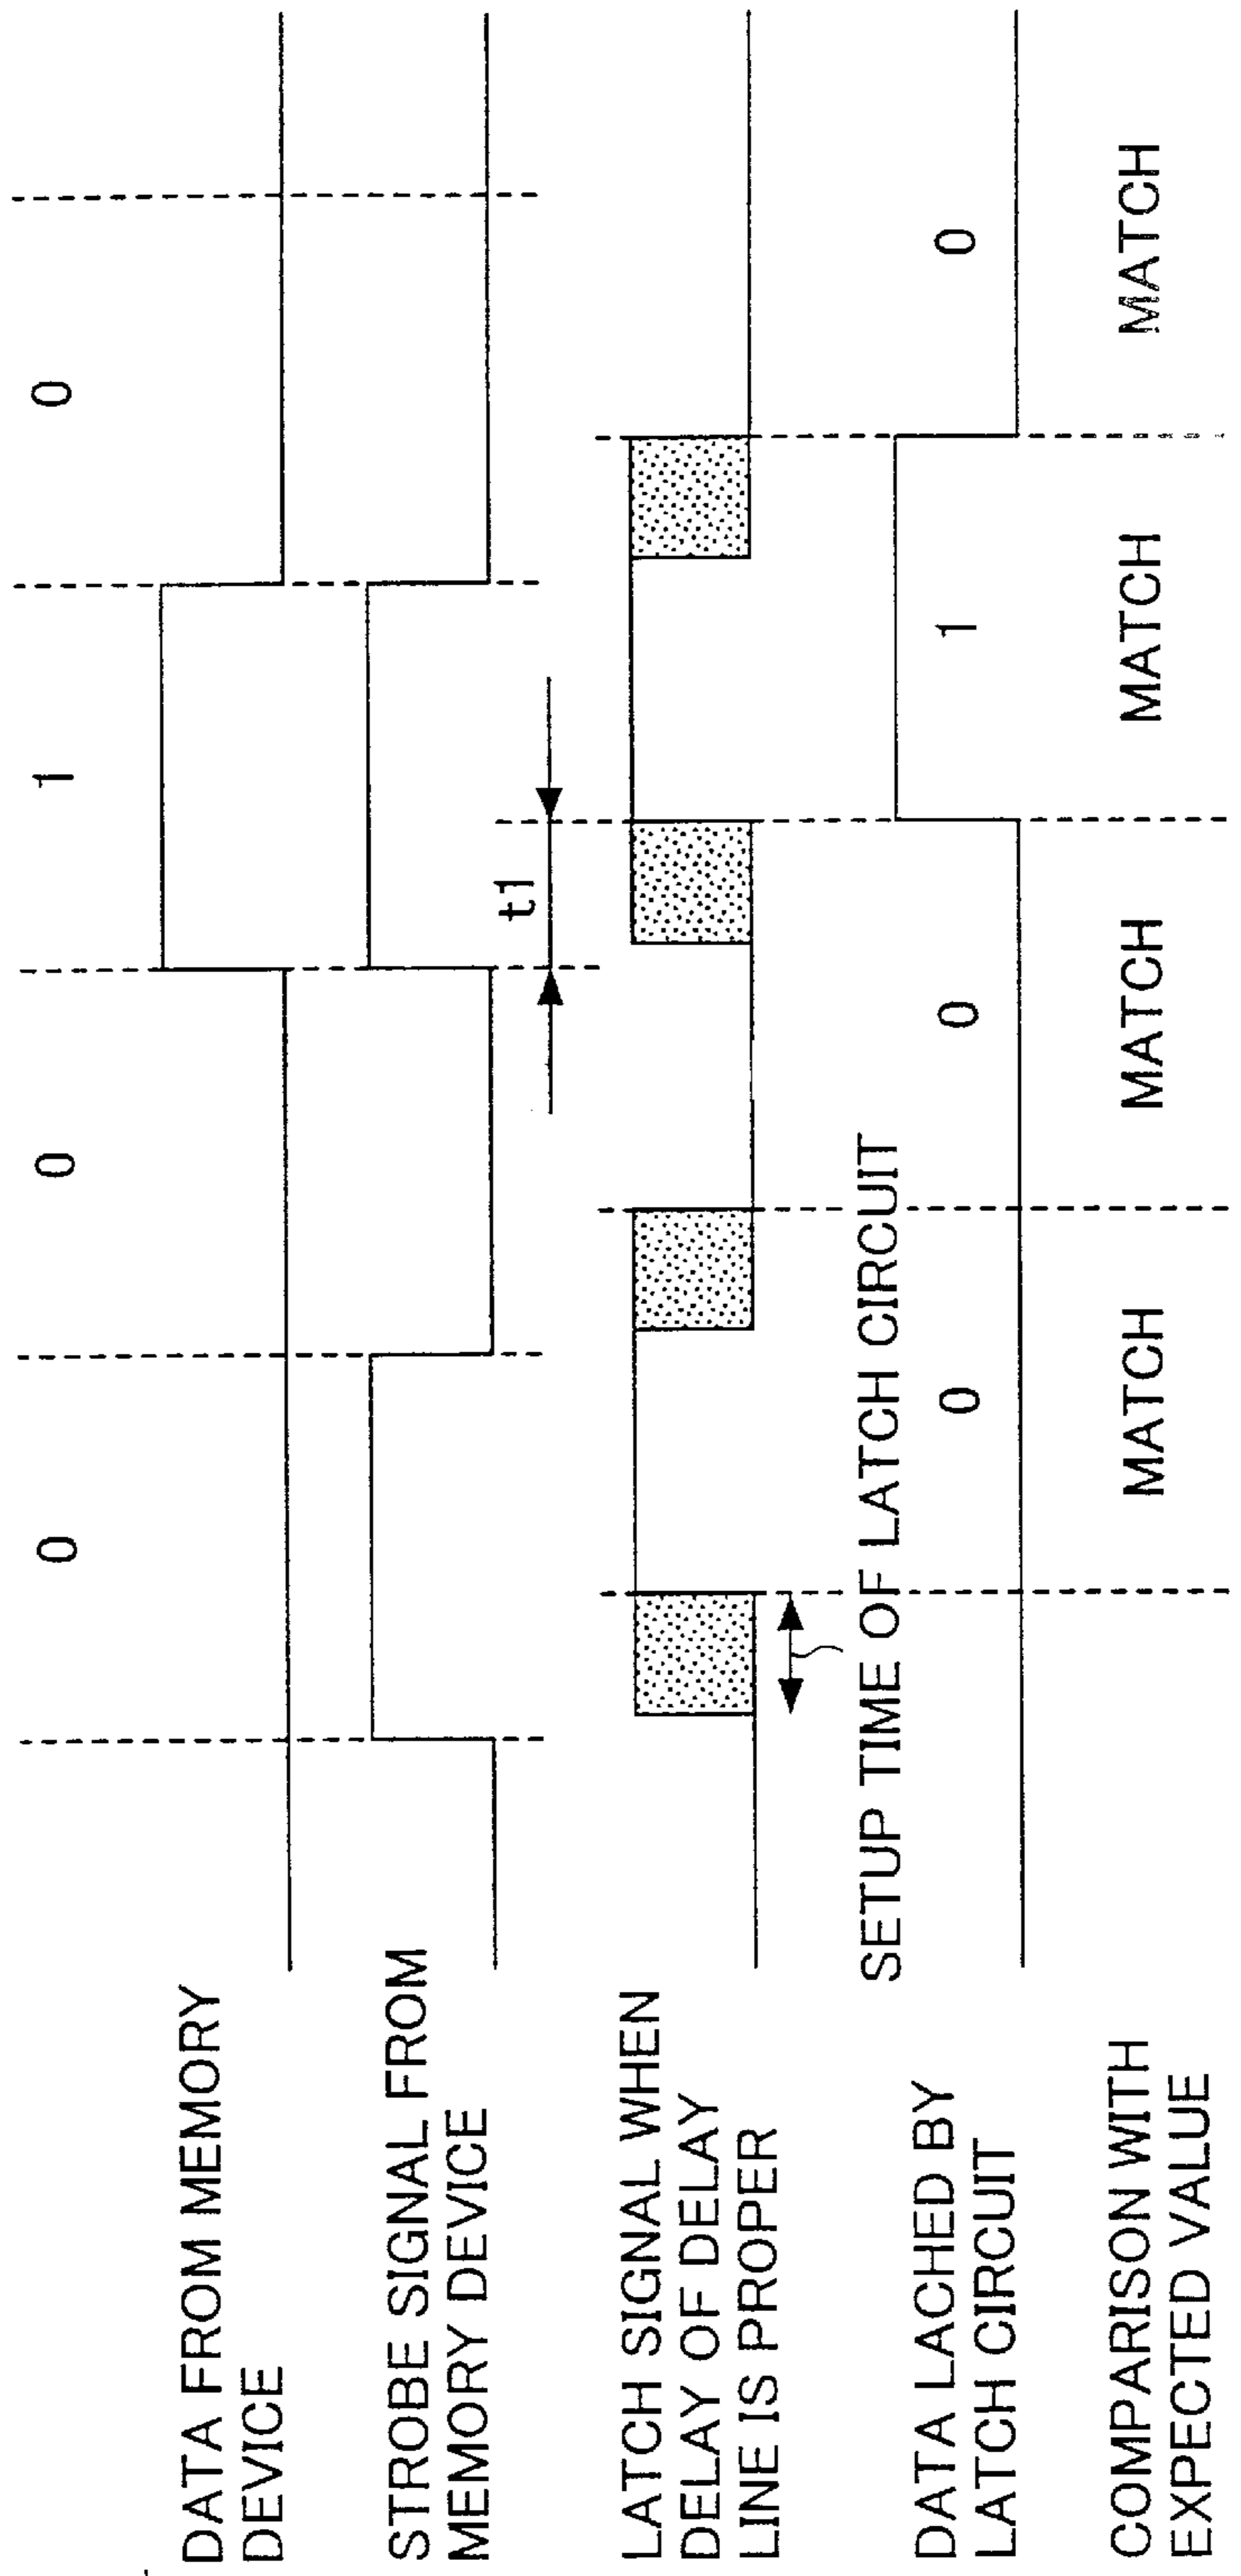 0 0 1 0
DATA FROM MEMORY
DEVICE
STROBE SIGNAL FROM
MEMORY DEVICE
t1
LATCH SIGNAL WHEN
DELAY OF DELAY
LINE IS PROPER
SETUP TIME OF LATCH CIRCUIT
DATA LACHED BY
LATCH CIRCUIT
0 0 1 0
COMPARISON WITH
EXPECTED VALUE
MATCH MATCH MATCH MATCH